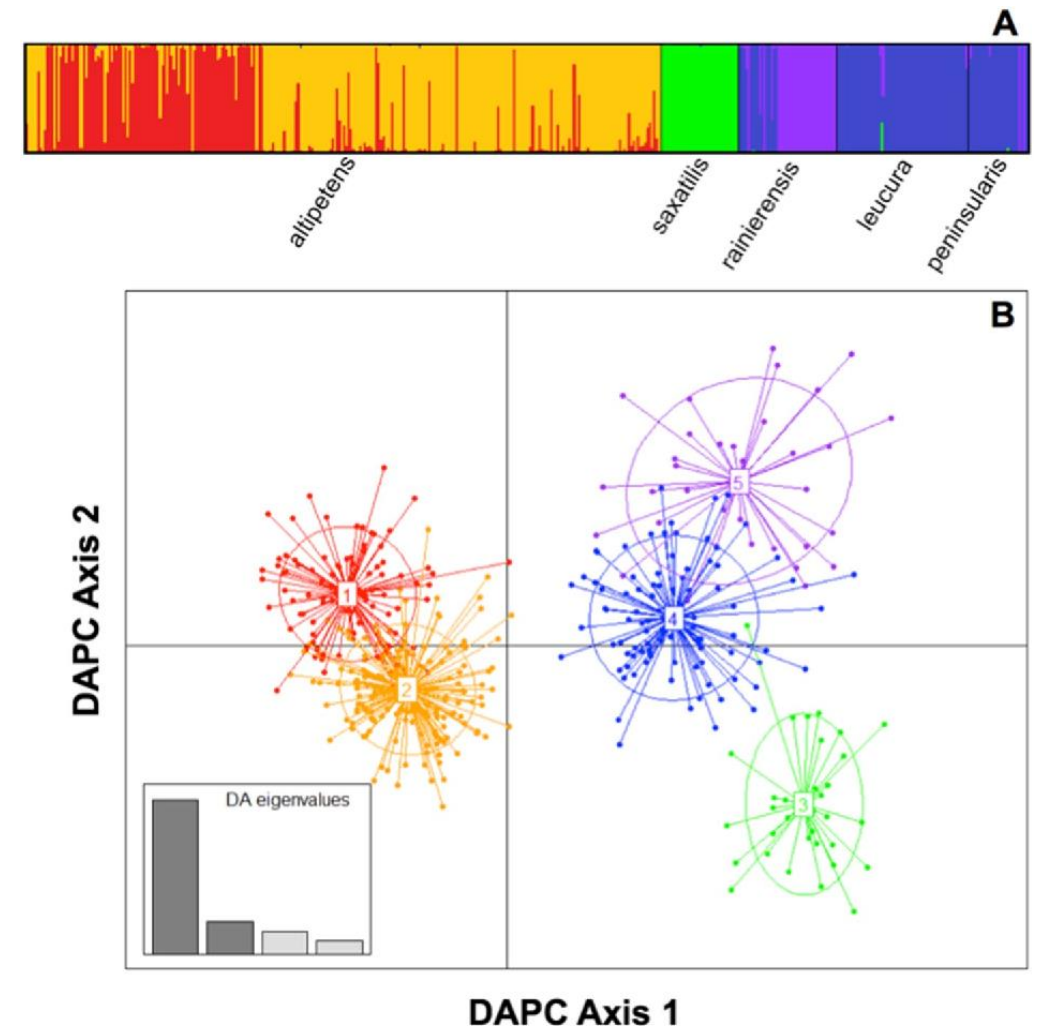 A
altipetens
saxatilis
rainierensis
leucura
peninsularis
B
DAPC Axis 2
5
1
4
2
3
DA eigenvalues
DAPC Axis 1